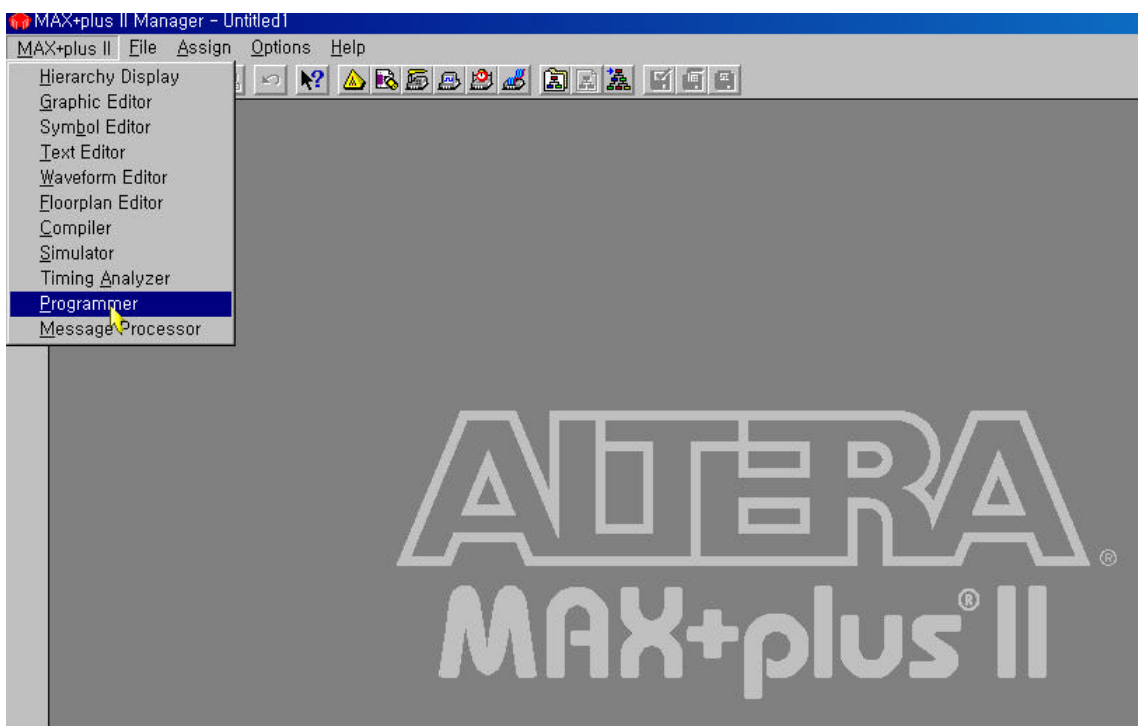 MAX+plus II Manager - Untitled1
MAX+plus II File Assign Options Help
Hierarchy Display
Graphic Editor
Symbol Editor
Text Editor
Waveform Editor
Floorplan Editor
Compiler
Simulator
Timing Analyzer
Programmer
Message Processor
ALTERA®
MAX+plus® II